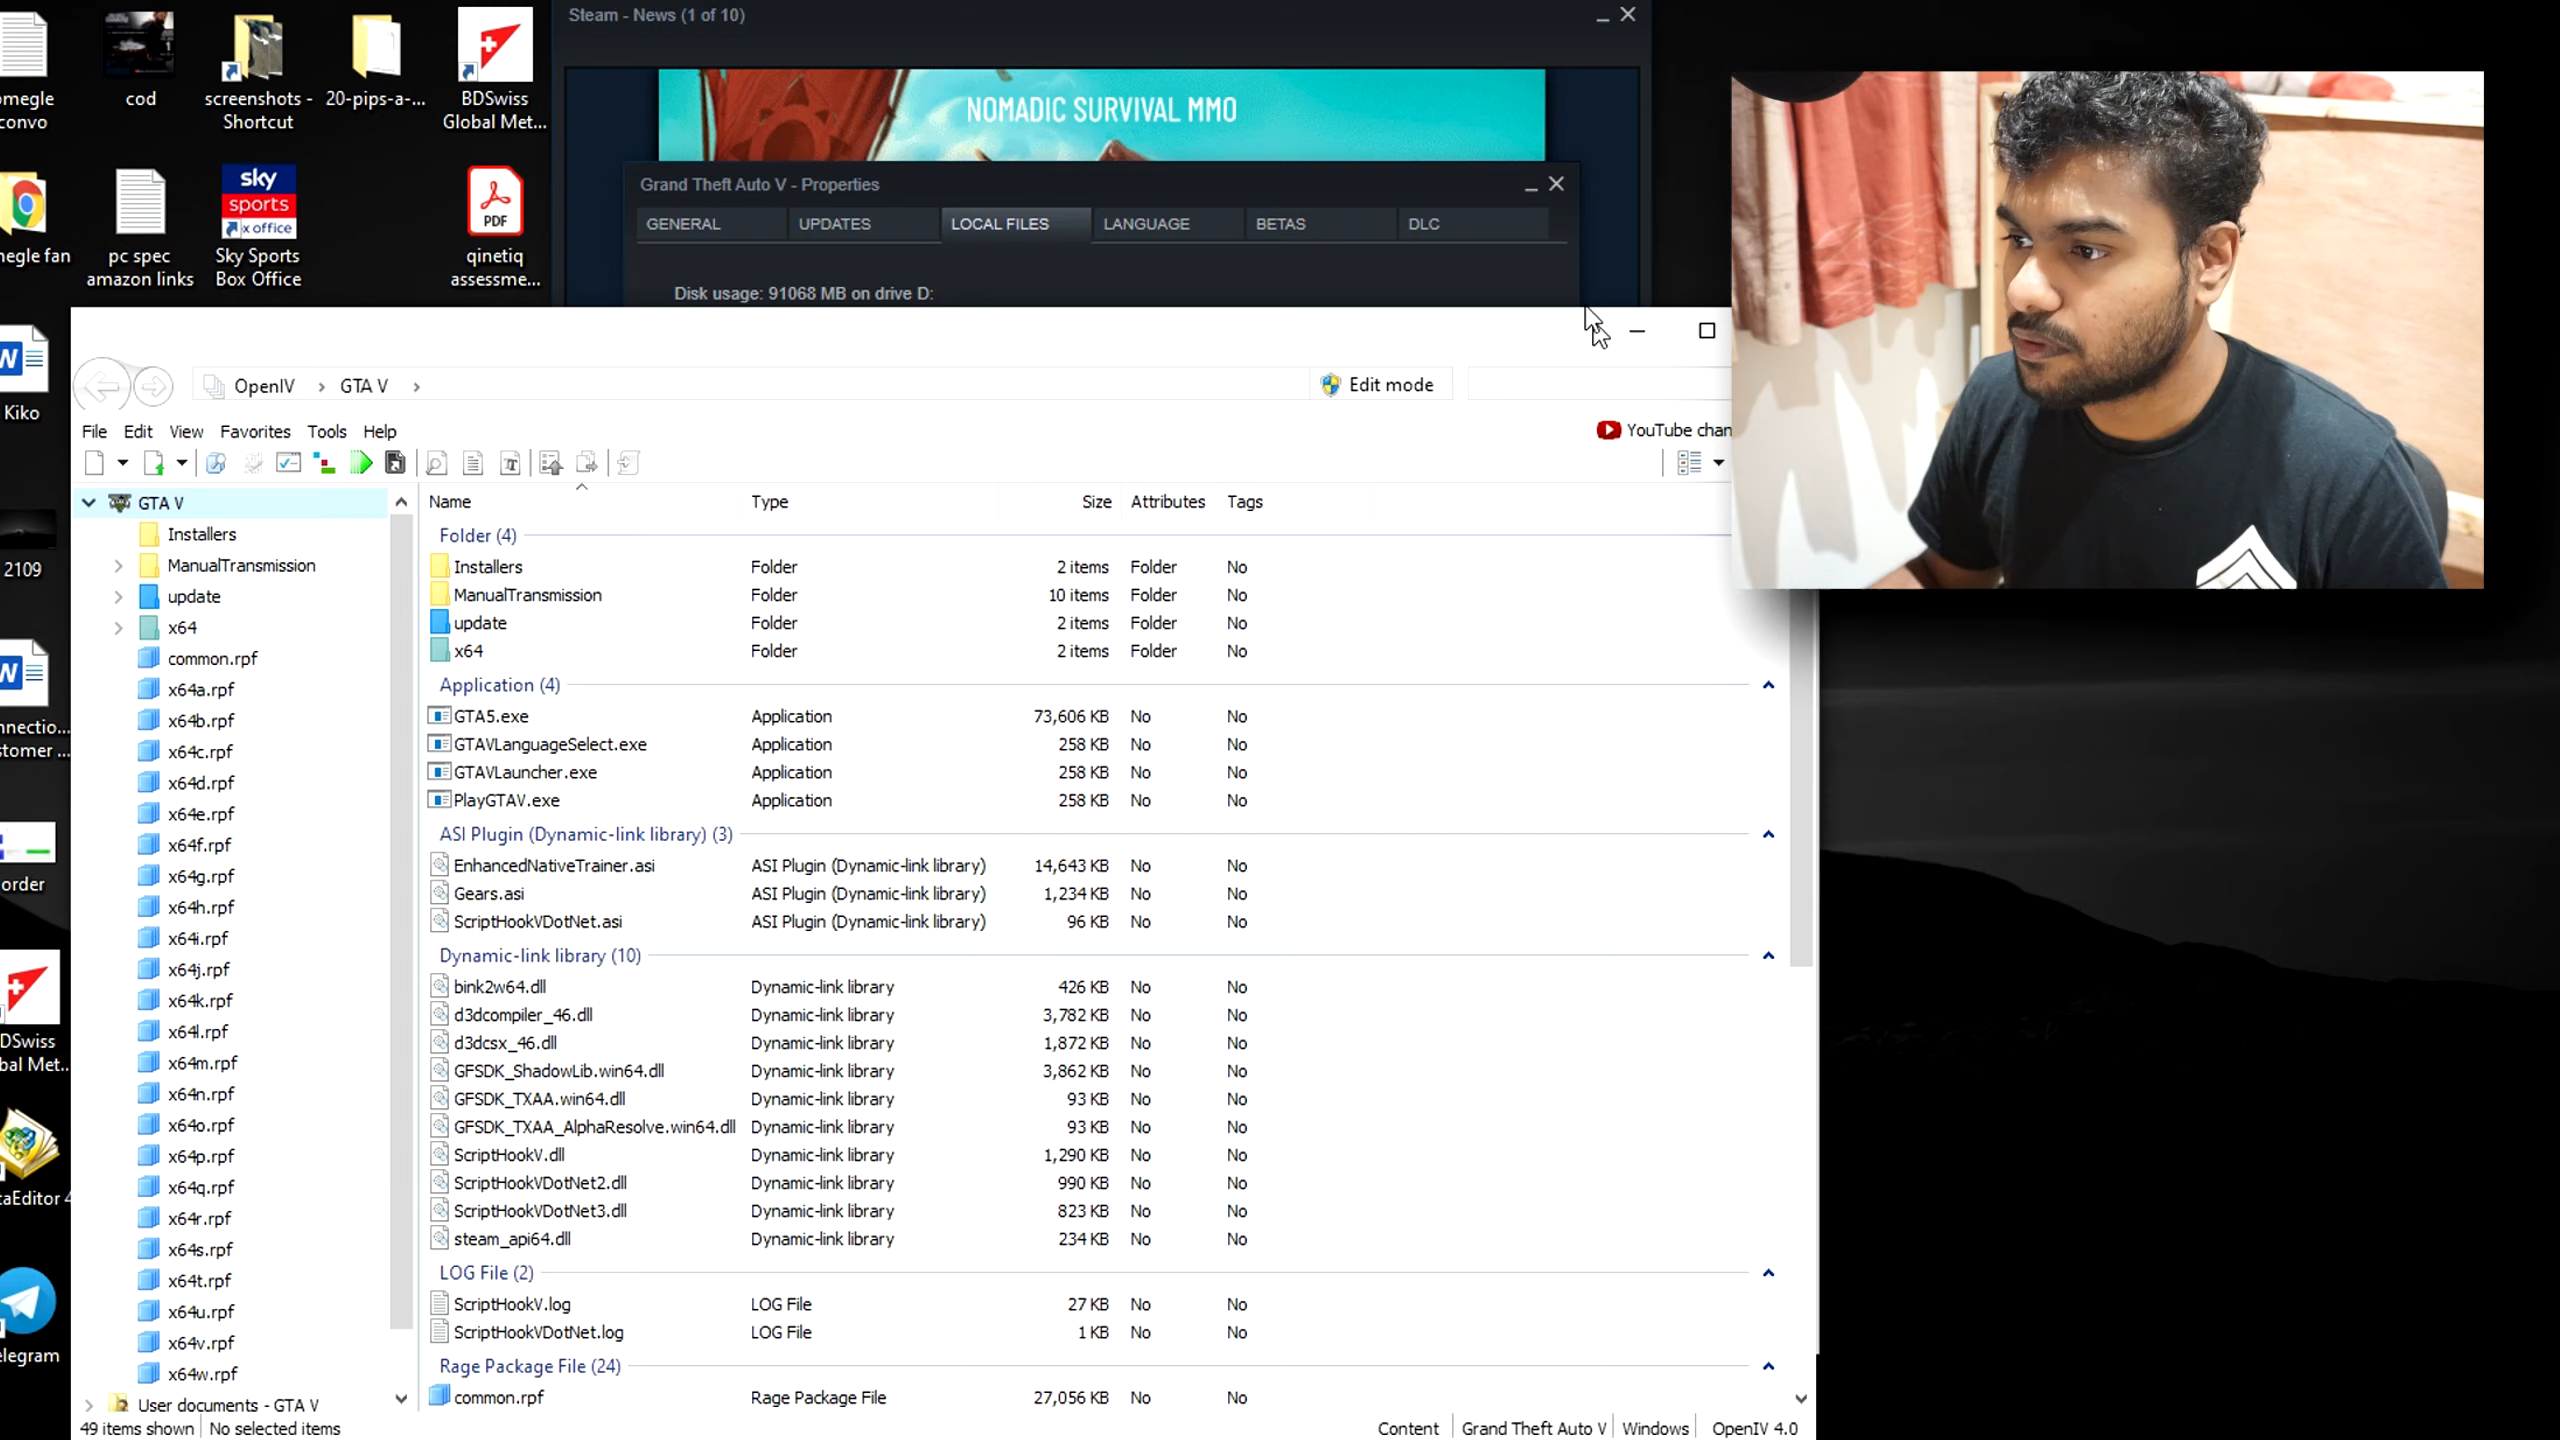 Steam - News (1 of 10)
NOMADIC SURVIVAL MMO
Grand Theft Auto V - Properties
GENERAL UPDATES LOCAL FILES LANGUAGE BETAS DLC
Disk usage: 91068 MB on drive D:
convo
cod
screenshots -
Shortcut
20-pips-a-...
BDSwiss
Global Met...
fan
pc spec
amazon links
sky
sports
x office
Sky Sports
Box Office
PDF
qinetiq
assessme...
W
Kiko
2109
W
order
Met...
OpenIV › GTA V ›
Edit mode
File Edit View Favorites Tools Help
YouTube
GTA V
Installers
ManualTransmission
update
x64
common.rpf
x64a.rpf
x64b.rpf
x64c.rpf
x64d.rpf
x64e.rpf
x64f.rpf
x64g.rpf
x64h.rpf
x64i.rpf
x64j.rpf
x64k.rpf
x64l.rpf
x64m.rpf
x64n.rpf
x64o.rpf
x64p.rpf
x64q.rpf
x64r.rpf
x64s.rpf
x64t.rpf
x64u.rpf
x64v.rpf
x64w.rpf
User documents - GTA V
Name Type Size Attributes Tags
Folder (4)
Installers Folder 2 items Folder No
ManualTransmission Folder 10 items Folder No
update Folder 2 items Folder No
x64 Folder 2 items Folder No
Application (4)
GTA5.exe Application 73,606 KB No No
GTAVLanguageSelect.exe Application 258 KB No No
GTAVLauncher.exe Application 258 KB No No
PlayGTAV.exe Application 258 KB No No
ASI Plugin (Dynamic-link library) (3)
EnhancedNativeTrainer.asi ASI Plugin (Dynamic-link library) 14,643 KB No No
Gears.asi ASI Plugin (Dynamic-link library) 1,234 KB No No
ScriptHookVDotNet.asi ASI Plugin (Dynamic-link library) 96 KB No No
Dynamic-link library (10)
bink2w64.dll Dynamic-link library 426 KB No No
d3dcompiler_46.dll Dynamic-link library 3,782 KB No No
d3dcsx_46.dll Dynamic-link library 1,872 KB No No
GFSDK_ShadowLib.win64.dll Dynamic-link library 3,862 KB No No
GFSDK_TXAA.win64.dll Dynamic-link library 93 KB No No
GFSDK_TXAA_AlphaResolve.win64.dll Dynamic-link library 93 KB No No
ScriptHookV.dll Dynamic-link library 1,290 KB No No
ScriptHookVDotNet2.dll Dynamic-link library 990 KB No No
ScriptHookVDotNet3.dll Dynamic-link library 823 KB No No
steam_api64.dll Dynamic-link library 234 KB No No
LOG File (2)
ScriptHookV.log LOG File 27 KB No No
ScriptHookVDotNet.log LOG File 1 KB No No
Rage Package File (24)
common.rpf Rage Package File 27,056 KB No No
49 items shown No selected items
Content Grand Theft Auto V Windows OpenIV 4.0